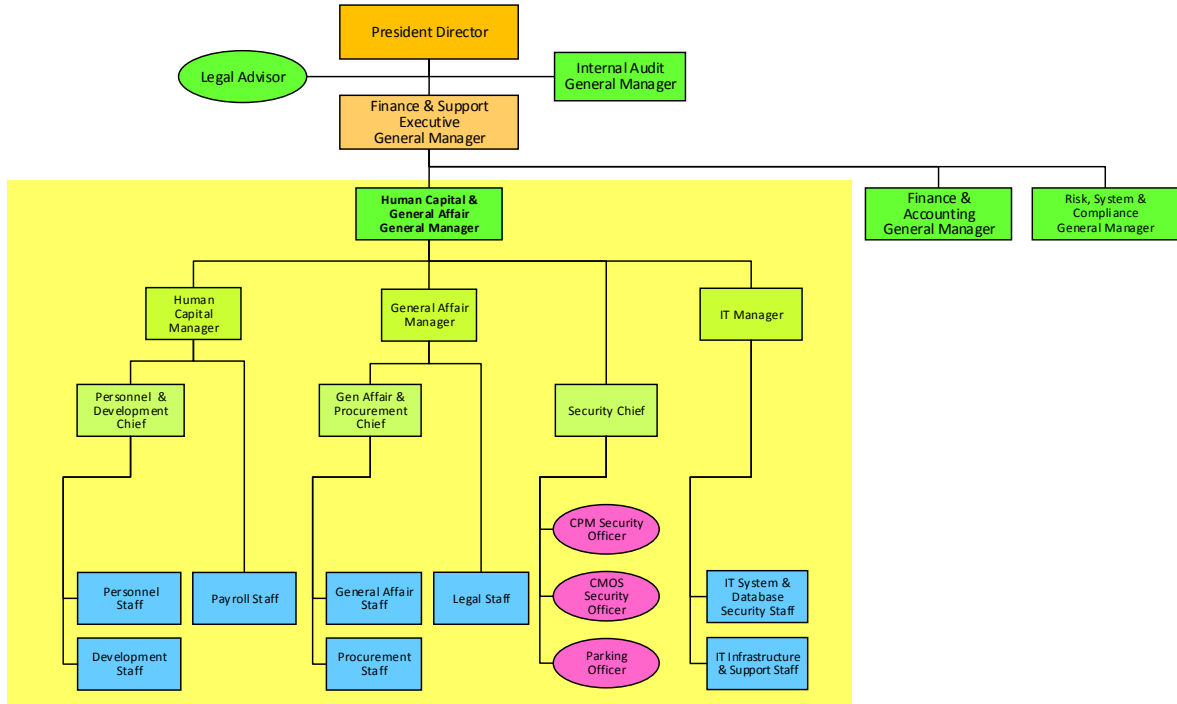 President Director
Legal Advisor
Internal Audit
General Manager
Finance & Support
Executive
General Manager
Human Capital &
General Affair
General Manager
Finance &
Accounting
General Manager
Risk, System &
Compliance
General Manager
Human
Capital
Manager
General Affair
Manager
IT Manager
Personnel &
Development
Chief
Gen Affair &
Procurement
Chief
Security Chief
CPM Security
Officer
Personnel
Staff
Payroll Staff
General Affair
Staff
Legal Staff
CMOS
Security
Officer
IT System &
Database
Security Staff
Development
Staff
Procurement
Staff
Parking
Officer
IT Infrastructure
& Support Staff